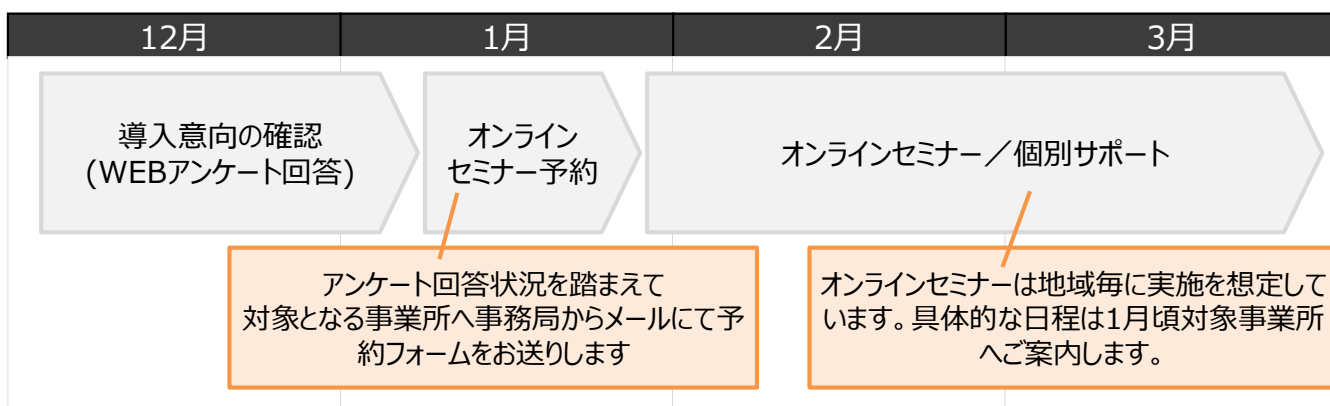 12月
1月
2月
3月
導入意向の確認
(WEBアンケート回答)
オンライン
セミナー予約
オンラインセミナー／個別サポート
アンケート回答状況を踏まえて
対象となる事業所へ事務局からメールにて予
約フォームをお送りします
オンラインセミナーは地域毎に実施を想定して
います。具体的な日程は1月頃対象事業所
へご案内します。